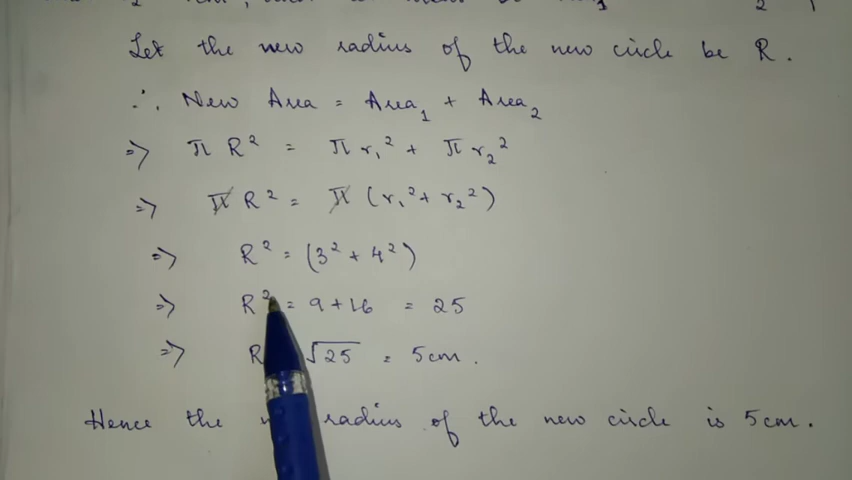 Let the new radius of the new circle be R.
∴ New Area = Area₁ + Area₂
=> π R² = π r₁² + π r₂²
=> π R² = π (r₁² + r₂²)
=> R² = (3² + 4²)
=> R² = 9 + 16 = 25
=> R √25 = 5cm.
Hence the radius of the new circle is 5cm.